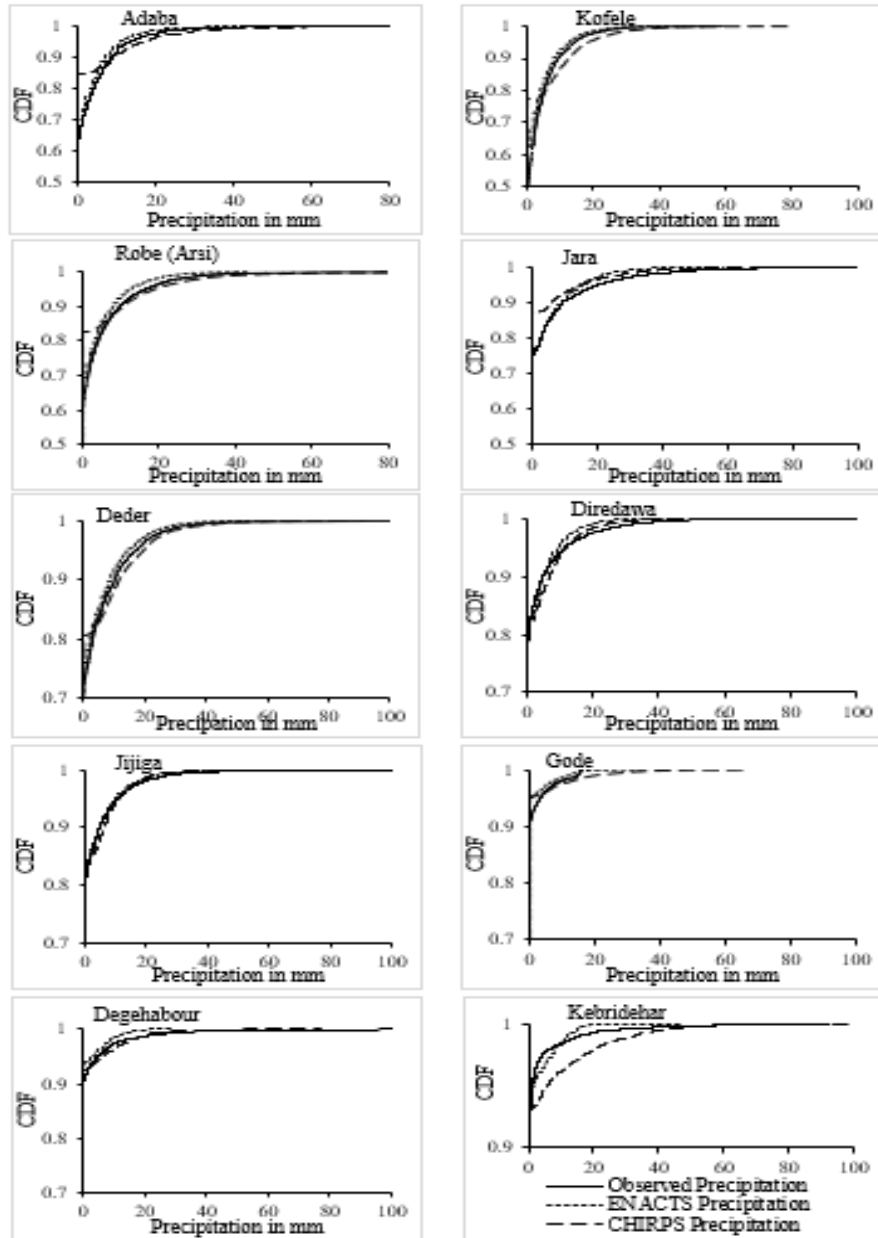 Adaba
1
0.9
0.8
0.7
0.6
0.5
CDF
0 20 40 60 80
Precipitation in mm
Kofele
1
0.9
0.8
0.7
0.6
0.5
CDF
0 20 40 60 80 100
Precipitation in mm
Robe (Arsi)
1
0.9
0.8
0.7
0.6
0.5
CDF
0 20 40 60 80
Precipitation in mm
Jara
1
0.9
0.8
0.7
0.6
0.5
CDF
0 20 40 60 80 100
Precipitation in mm
Deder
1
0.9
0.8
0.7
CDF
0 20 40 60 80 100
Precipitation in mm
Diredawa
1
0.9
0.8
0.7
CDF
0 20 40 60 80 100
Precipitation in mm
Jijiga
1
0.9
0.8
0.7
CDF
0 20 40 60 80 100
Precipitation in mm
Gode
1
0.9
0.8
0.7
CDF
0 20 40 60 80 100
Precipitation in mm
Degehabour
1
0.9
0.8
0.7
CDF
0 20 40 60 80 100
Precipitation in mm
Kebridehar
1
0.9
CDF
0 20 40 60 80 100
Observed Precipitation
ENACTS Precipitation
CHIRPS Precipitation